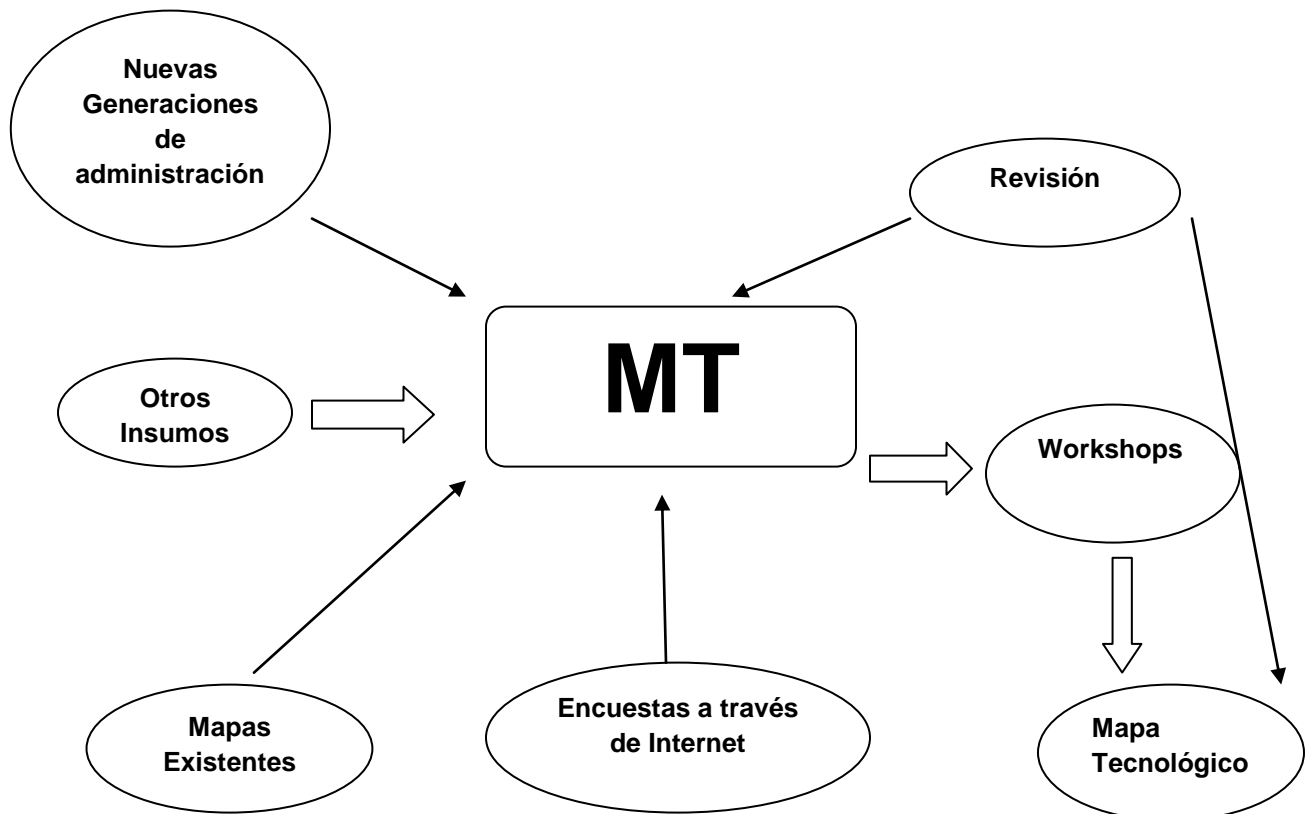 Nuevas
Generaciones
de
administración
Revisión
MT
Otros
Insumos
Workshops
Mapas
Existentes
Encuestas a través
de Internet
Mapa
Tecnológico